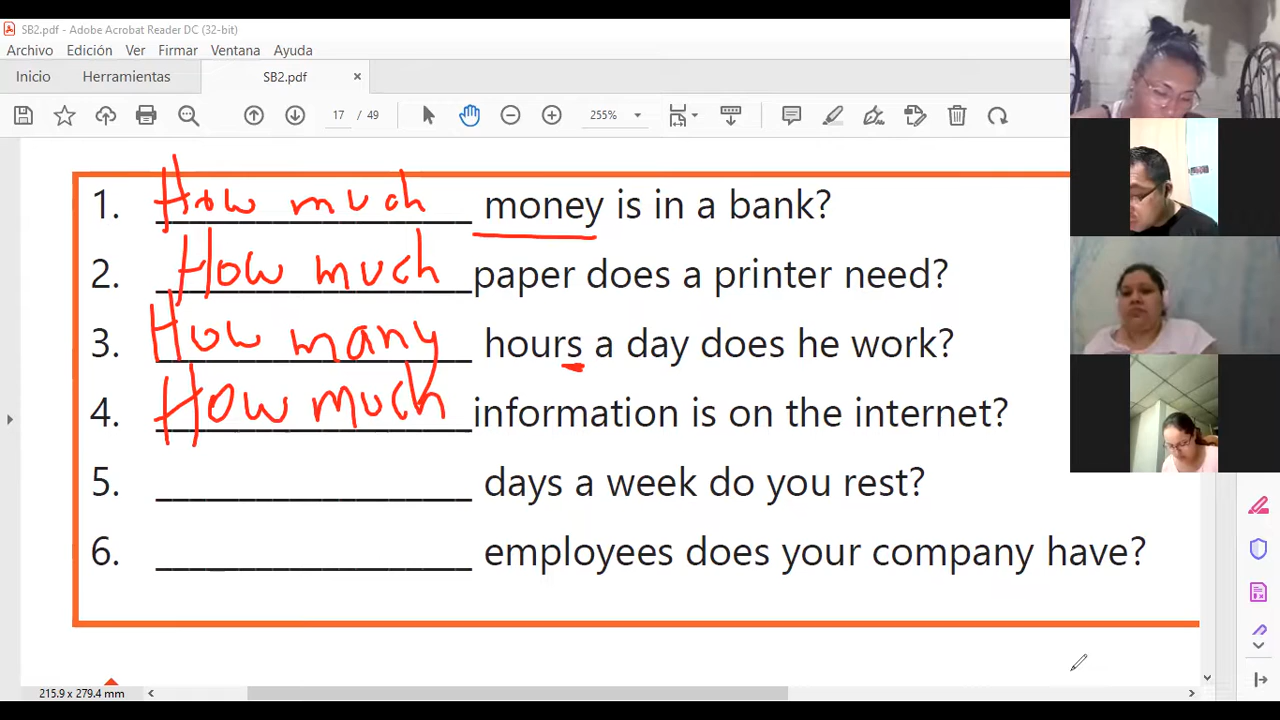 SB2.pdf - Adobe Acrobat Reader DC (32-bit)
Archivo Edición Ver Firmar Ventana Ayuda
Inicio Herramientas SB2.pdf ×
17 / 49 255%
1. How much money is in a bank?
2. How much paper does a printer need?
3. How many hours a day does he work?
4. How much information is on the internet?
5. _______________ days a week do you rest?
6. _______________ employees does your company have?
215.9 x 279.4 mm